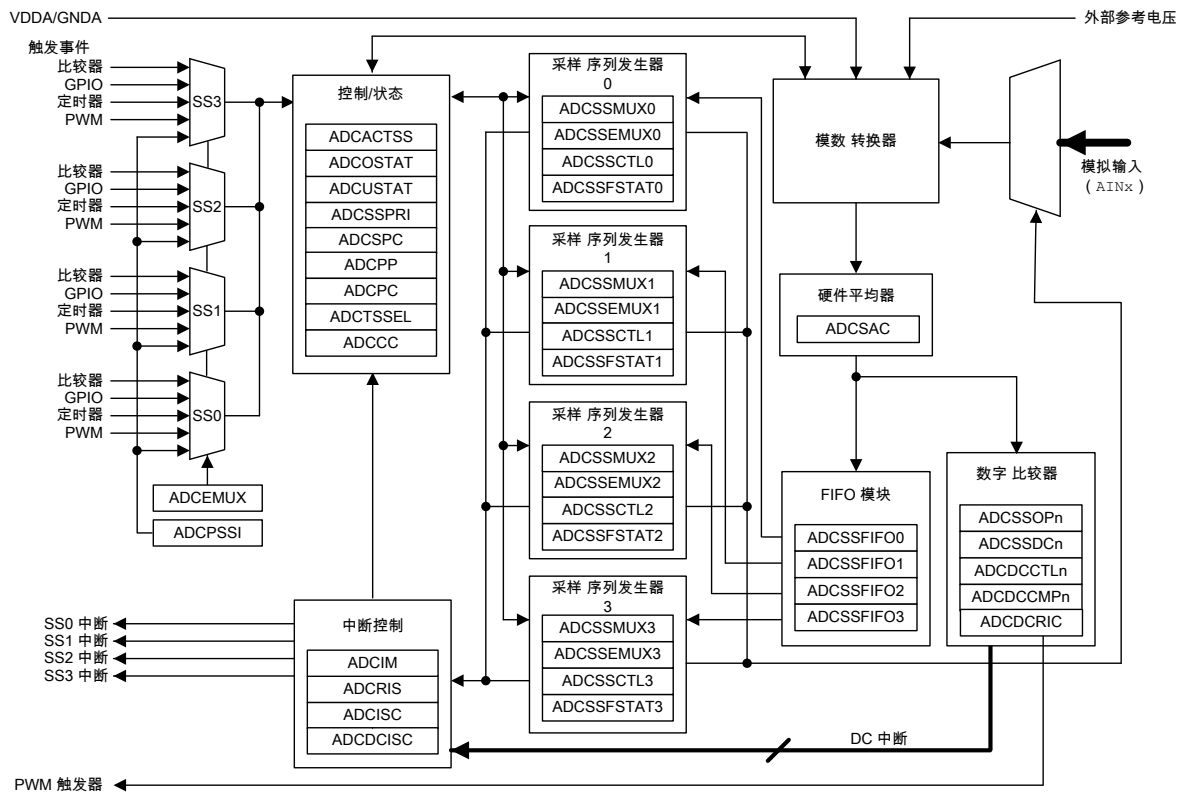 VDDA/GNDA
外部参考电压
触发事件
比较器
GPIO
定时器
PWM
SS3
比较器
GPIO
定时器
PWM
SS2
比较器
GPIO
定时器
PWM
SS1
比较器
GPIO
定时器
PWM
SS0
ADCEMUX
ADCPSSI
控制/状态
ADCACTSS
ADCOSTAT
ADCUSTAT
ADCSSPRI
ADCSPC
ADCPP
ADCPC
ADCTSSEL
ADCCC
采样 序列发生器
0
ADCSSMUX0
ADCSSEMUX0
ADCSSCTL0
ADCSSFSTAT0
采样 序列发生器
1
ADCSSMUX1
ADCSSEMUX1
ADCSSCTL1
ADCSSFSTAT1
采样 序列发生器
2
ADCSSMUX2
ADCSSEMUX2
ADCSSCTL2
ADCSSFSTAT2
采样 序列发生器
3
ADCSSMUX3
ADCSSEMUX3
ADCSSCTL3
ADCSSFSTAT3
模数 转换器
模拟输入
( AINx )
硬件平均器
ADCSAC
FIFO 模块
ADCSSFIFO0
ADCSSFIFO1
ADCSSFIFO2
ADCSSFIFO3
数字 比较器
ADCSSOPn
ADCSSDCn
ADCDCCTLn
ADCDCCMPn
ADCDCRIC
SS0 中断
SS1 中断
SS2 中断
SS3 中断
中断控制
ADCIM
ADCRIS
ADCISC
ADCDCISC
DC 中断
PWM 触发器